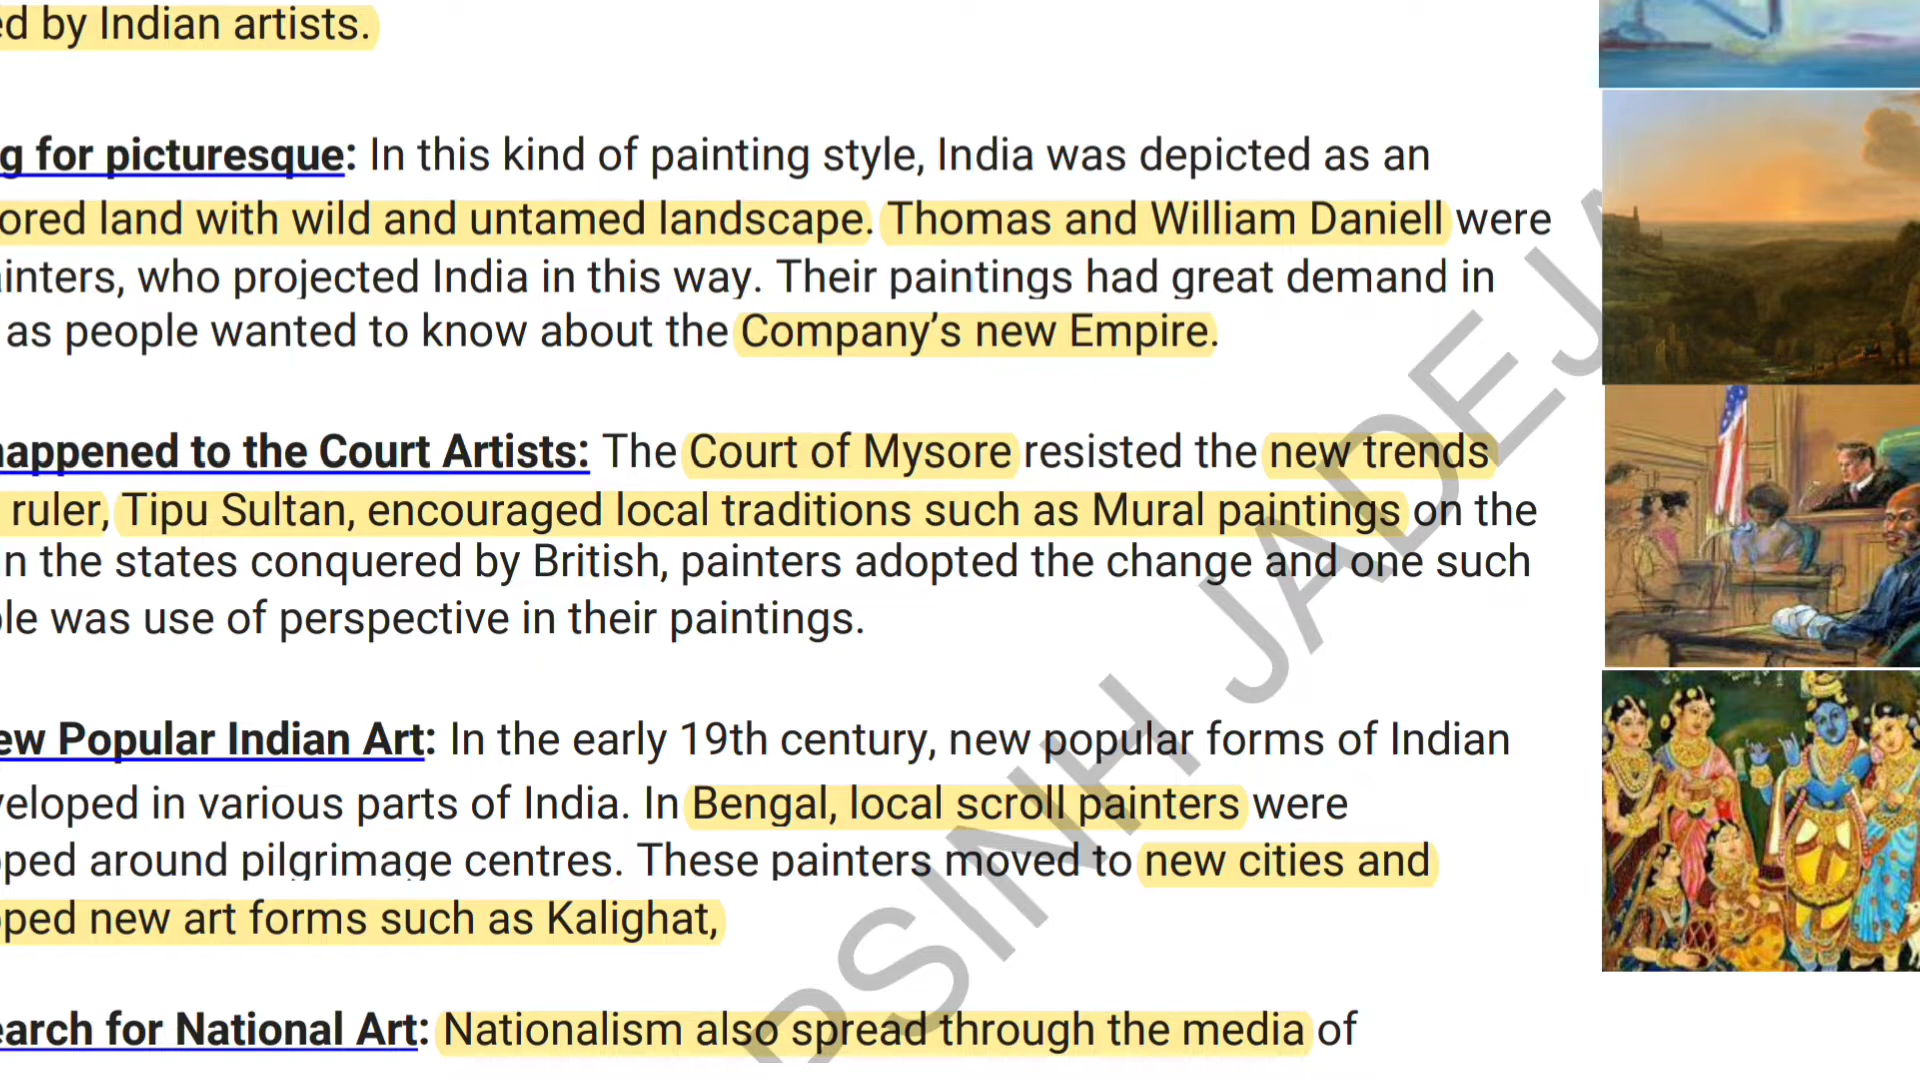 ed by Indian artists.
g for picturesque: In this kind of painting style, India was depicted as an
ored land with wild and untamed landscape. Thomas and William Daniell were
inters, who projected India in this way. Their paintings had great demand in
as people wanted to know about the Company’s new Empire.
happened to the Court Artists: The Court of Mysore resisted the new trends
ruler, Tipu Sultan, encouraged local traditions such as Mural paintings on the
n the states conquered by British, painters adopted the change and one such
le was use of perspective in their paintings.
ew Popular Indian Art: In the early 19th century, new popular forms of Indian
veloped in various parts of India. In Bengal, local scroll painters were
ped around pilgrimage centres. These painters moved to new cities and
ped new art forms such as Kalighat,
earch for National Art: Nationalism also spread through the media of
PSINH JADEJA